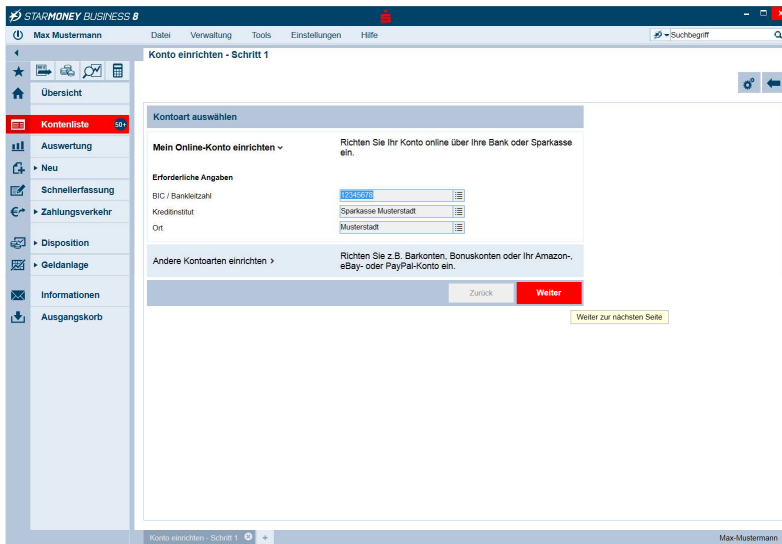 STARMONEY BUSINESS 8
Max Mustermann
Datei Verwaltung Tools Einstellungen Hilfe
Suchbegriff
Konto einrichten - Schritt 1
Übersicht
Kontenliste 50+
Auswertung
Neu
Schnellerfassung
Zahlungsverkehr
Disposition
Geldanlage
Informationen
Ausgangskorb
Kontoart auswählen
Mein Online-Konto einrichten
Richten Sie Ihr Konto online über Ihre Bank oder Sparkasse
ein.
Erforderliche Angaben
BIC / Bankleitzahl 12345678
Kreditinstitut Sparkasse Musterstadt
Ort Musterstadt
Andere Kontoarten einrichten >
Richten Sie z.B. Barkonten, Bonuskonten oder Ihr Amazon-,
eBay- oder PayPal-Konto ein.
Zurück Weiter
Weiter zur nächsten Seite
Konto einrichten - Schritt 1
Max-Mustermann